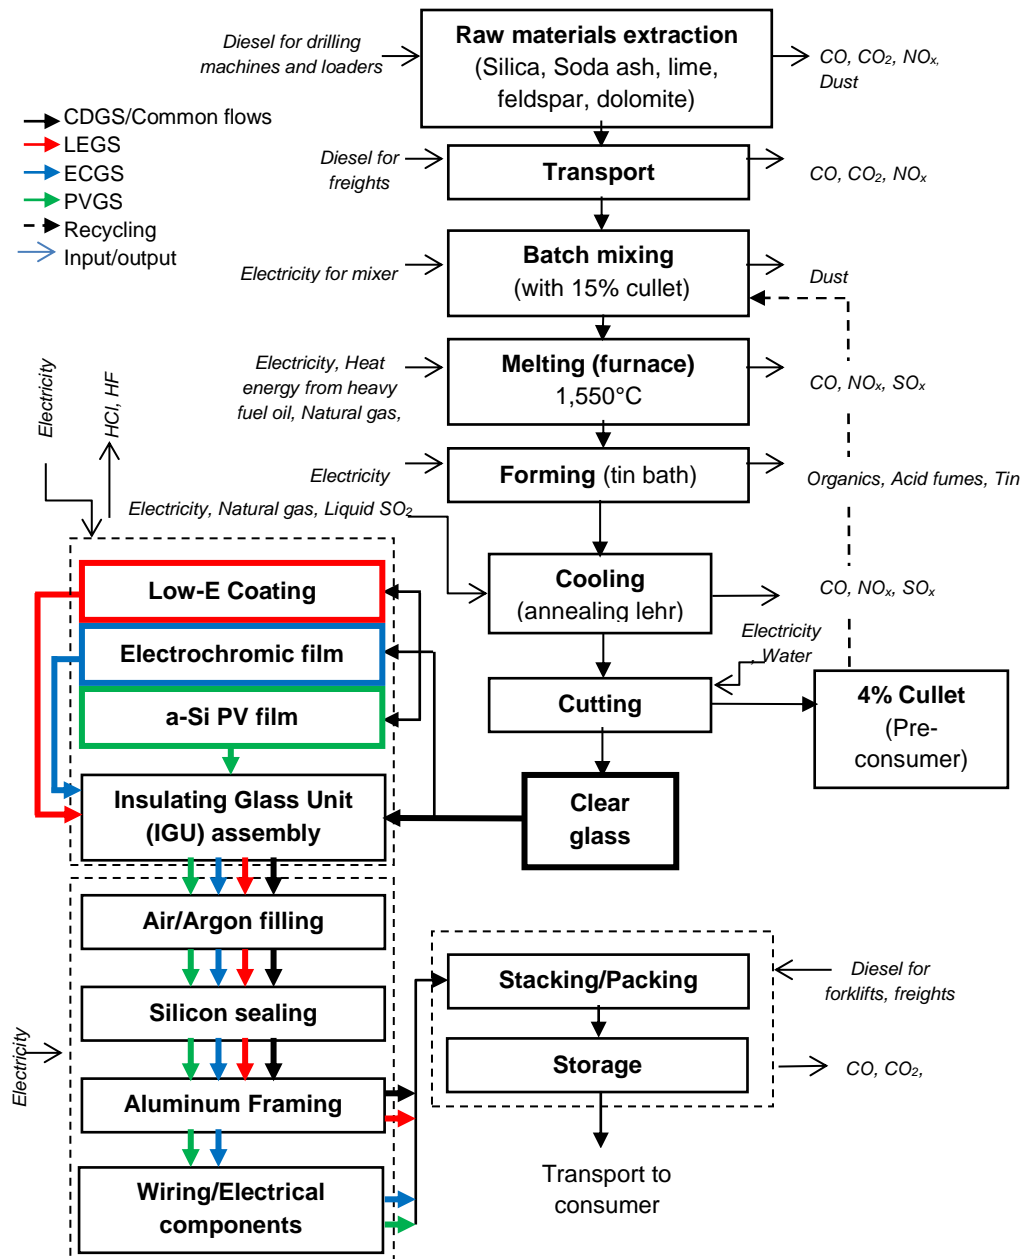 Raw materials extraction
(Silica, Soda ash, lime,
feldspar, dolomite)
Diesel for drilling
machines and loaders
CO, CO₂, NOₓ,
Dust
CDGS/Common flows
LEGS
ECGS
PVGS
Recycling
Input/output
Diesel for
freights
Transport
CO, CO₂, NOₓ
Electricity for mixer
Batch mixing
(with 15% cullet)
Dust
Electricity, Heat
energy from heavy
fuel oil, Natural gas,
Melting (furnace)
1,550°C
CO, NOₓ, SOₓ
Electricity
Forming (tin bath)
Organics, Acid fumes, Tin
Electricity, Natural gas, Liquid SO₂
Cooling
(annealing lehr)
CO, NOₓ, SOₓ
Electricity
, Water
Cutting
4% Cullet
(Pre-
consumer)
Clear
glass
Electricity
HCl, HF
Low-E Coating
Electrochromic film
a-Si PV film
Insulating Glass Unit
(IGU) assembly
Air/Argon filling
Silicon sealing
Aluminum Framing
Wiring/Electrical
components
Electricity
Stacking/Packing
Storage
Diesel for
forklifts, freights
CO, CO₂,
Transport to
consumer